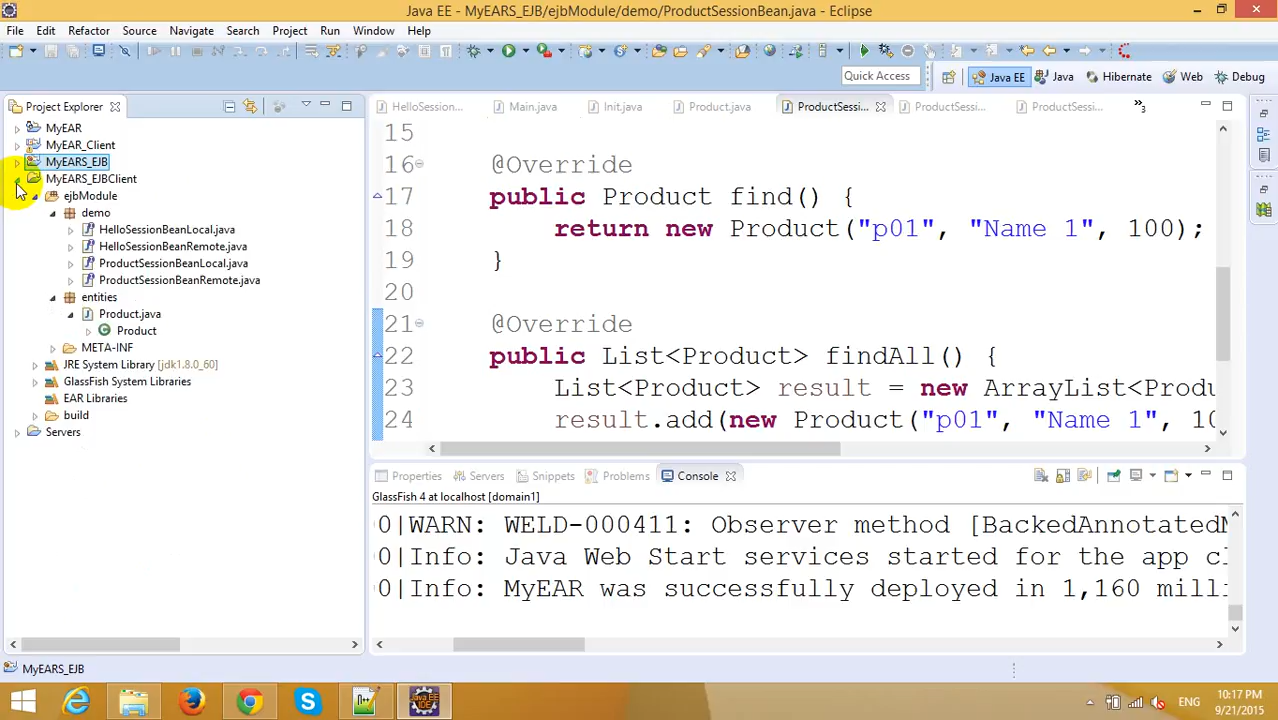 Java EE - MyEARS_EJB/ejbModule/demo/ProductSessionBean.java - Eclipse
File Edit Refactor Source Navigate Search Project Run Window Help
Quick Access Java EE Java Hibernate Web Debug
Project Explorer
MyEAR
MyEAR_Client
MyEARS_EJB
MyEARS_EJBClient
ejbModule
demo
HelloSessionBeanLocal.java
HelloSessionBeanRemote.java
ProductSessionBeanLocal.java
ProductSessionBeanRemote.java
entities
Product.java
Product
META-INF
JRE System Library [jdk1.8.0_60]
GlassFish System Libraries
EAR Libraries
build
Servers
HelloSession... Main.java Init.java Product.java ProductSessi... ProductSessi... ProductSessi... »3
15
16 @Override
17 public Product find() {
18 return new Product("p01", "Name 1", 100);
19 }
20
21 @Override
22 public List<Product> findAll() {
23 List<Product> result = new ArrayList<Produ
24 result.add(new Product("p01", "Name 1", 10
Properties Servers Snippets Problems Console
GlassFish 4 at localhost [domain1]
0|WARN: WELD-000411: Observer method [BackedAnnotatedM
0|Info: Java Web Start services started for the app cl
0|Info: MyEAR was successfully deployed in 1,160 milli
MyEARS_EJB
ENG 10:17 PM
9/21/2015